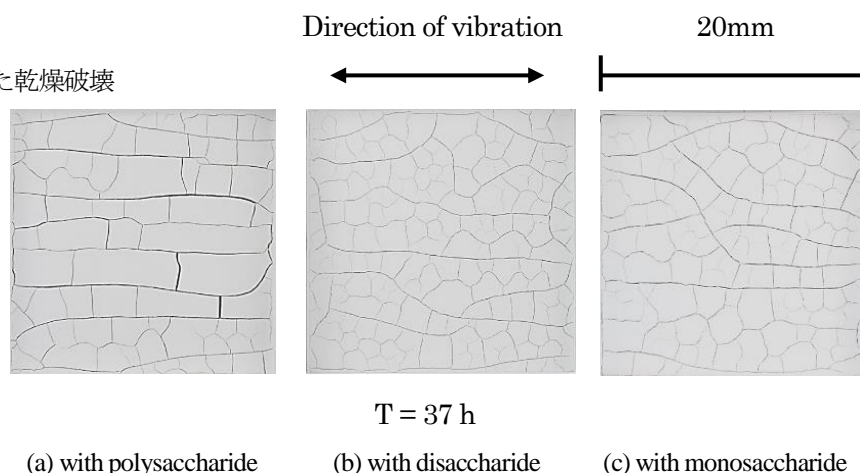 Direction of vibration 20mm
た乾燥破壊
T = 37 h
(a) with polysaccharide (b) with disaccharide (c) with monosaccharide